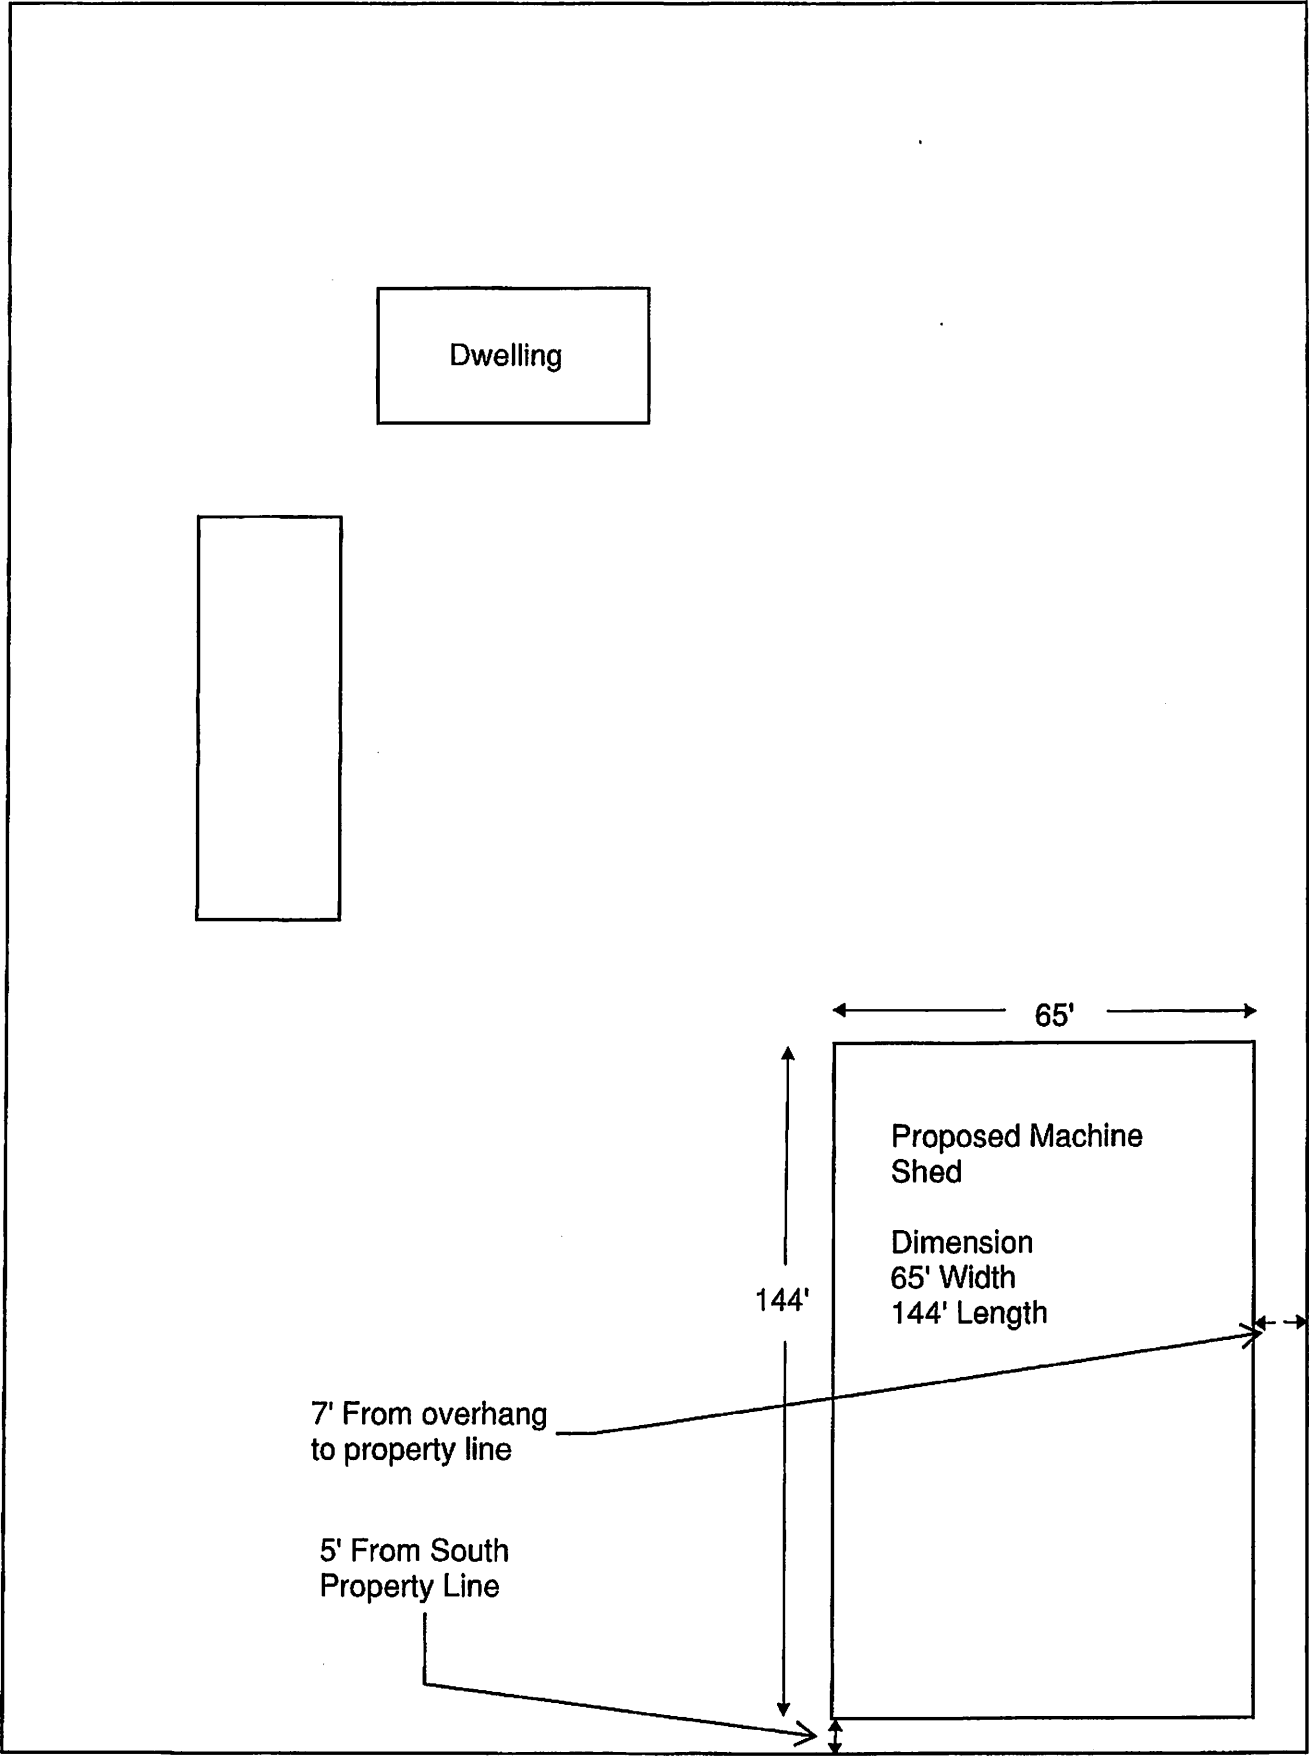 Dwelling
65'
Proposed Machine
Shed
Dimension
65' Width
144' Length
144'
7' From overhang
to property line
5' From South
Property Line